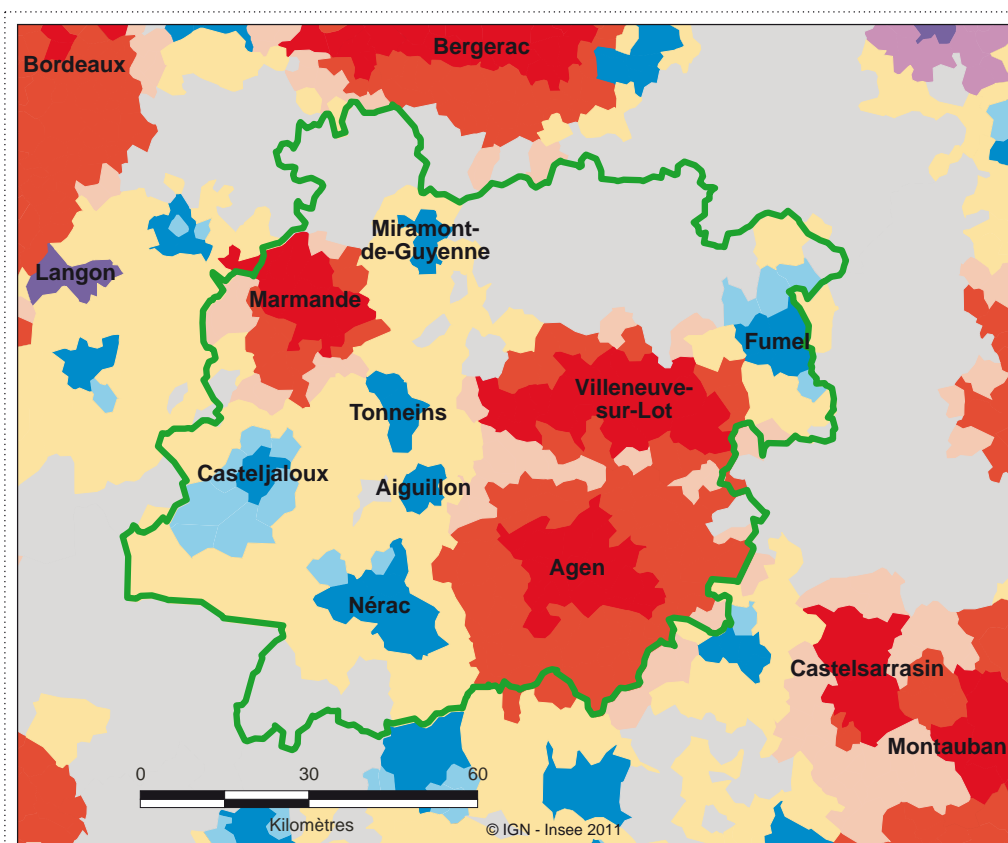 Bergerac
Bordeaux
Miramont-
de-Guyenne
Langon
Marmande
Fumel
Villeneuve-
sur-Lot
Tonneins
Casteljaloux
Aiguillon
Agen
Nérac
Castelsarrasin
Montauban
0 30 60
Kilomètres
© IGN - Insee 2011